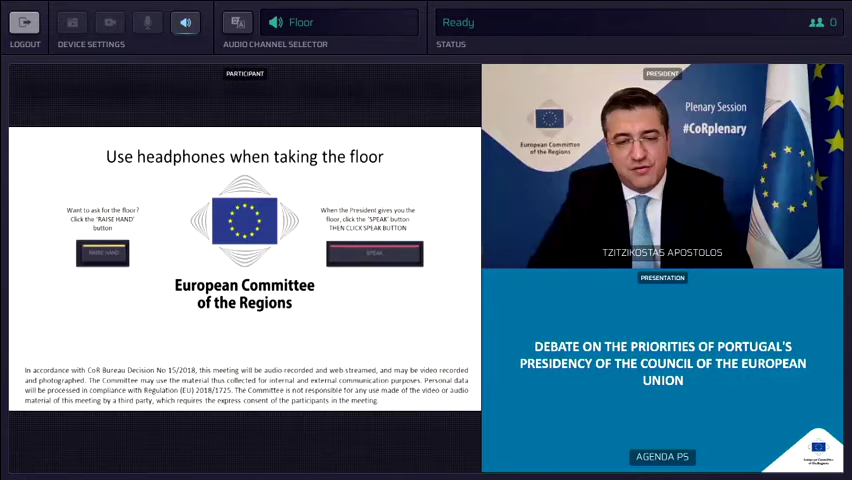 LOGOUT
DEVICE SETTINGS
Floor
AUDIO CHANNEL SELECTOR
Ready
STATUS
0
PARTICIPANT
Use headphones when taking the floor
Want to ask for the floor?
Click the 'RAISE HAND'
button
RAISE HAND
When the President gives you the
floor, click the 'SPEAK' button
THEN CLICK SPEAK BUTTON
SPEAK
European Committee
of the Regions
In accordance with CoR Bureau Decision No 15/2018, this meeting will be audio recorded and web-streamed, and may be video recorded
and photographed. The Committee may use the material thus collected for internal and external communication purposes. Personal data
will be processed in compliance with Regulation (EU) 2018/1725. The Committee is not responsible for any use made of the video or audio
material of this meeting by a third party, which requires the express consent of the participants in the meeting.
PRESIDENT
European Committee
of the Regions
Plenary Session
#CoRplenary
TZITZIKOSTAS APOSTOLOS
PRESENTATION
DEBATE ON THE PRIORITIES OF PORTUGAL'S
PRESIDENCY OF THE COUNCIL OF THE EUROPEAN
UNION
AGENDA P5
European Committee
of the Regions